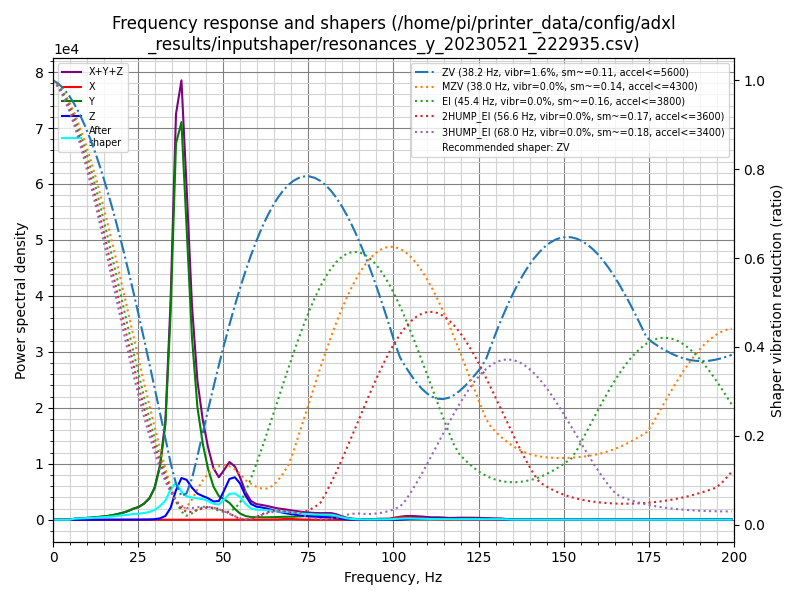 Frequency response and shapers (/home/pi/printer_data/config/adxl
_results/inputshaper/resonances_y_20230521_222935.csv)
1e4
X+Y+Z
X
Y
Z
After
shaper
ZV (38.2 Hz, vibr=1.6%, sm~=0.11, accel<=5600)
MZV (38.0 Hz, vibr=0.0%, sm~=0.14, accel<=4300)
EI (45.4 Hz, vibr=0.0%, sm~=0.16, accel<=3800)
2HUMP_EI (56.6 Hz, vibr=0.0%, sm~=0.17, accel<=3600)
3HUMP_EI (68.0 Hz, vibr=0.0%, sm~=0.18, accel<=3400)
Recommended shaper: ZV
Power spectral density
8
7
6
5
4
3
2
1
0
1.0
0.8
0.6
0.4
0.2
0.0
Shaper vibration reduction (ratio)
0 25 50 75 100 125 150 175 200
Frequency, Hz